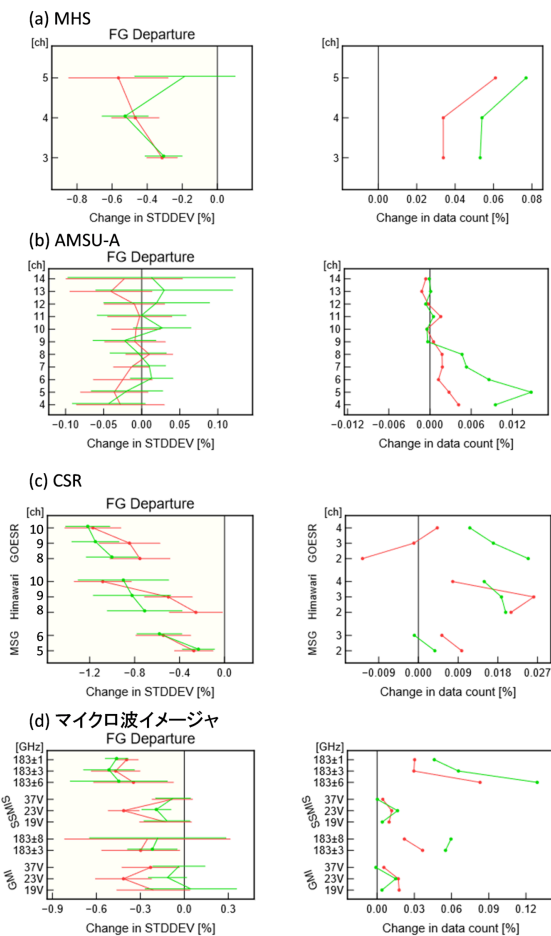 (a) MHS
[ch]
FG Departure
5
4
3
−0.8 −0.6 −0.4 −0.2 0.0
Change in STDDEV [%]
5
4
3
0.00 0.02 0.04 0.06 0.08
Change in data count [%]
(b) AMSU-A
[ch]
FG Departure
14
13
12
11
10
9
8
7
6
5
4
−0.10 −0.05 0.00 0.05 0.10
Change in STDDEV [%]
[ch]
14
13
12
11
10
9
8
7
6
5
4
−0.012 −0.006 0.000 0.006 0.012
Change in data count [%]
(c) CSR
FG Departure
GOESR
10
9
8
Himawari
10
9
8
MSG
6
5
−1.2 −0.8 −0.4 0.0
Change in STDDEV [%]
GOESR
4
3
2
Himawari
4
3
2
MSG
3
2
−0.009 0.000 0.009 0.018 0.027
Change in data count [%]
(d) マイクロ波イメージャ
[GHz]
FG Departure
183±1
183±3
183±6
SSMIS
37V
23V
19V
183±8
183±3
GMI
37V
23V
19V
−0.9 −0.6 −0.3 0.0 0.3
Change in STDDEV [%]
[GHz]
183±1
183±3
183±6
SSMIS
37V
23V
19V
183±8
183±3
GMI
37V
23V
19V
0.00 0.03 0.06 0.09 0.12
Change in data count [%]